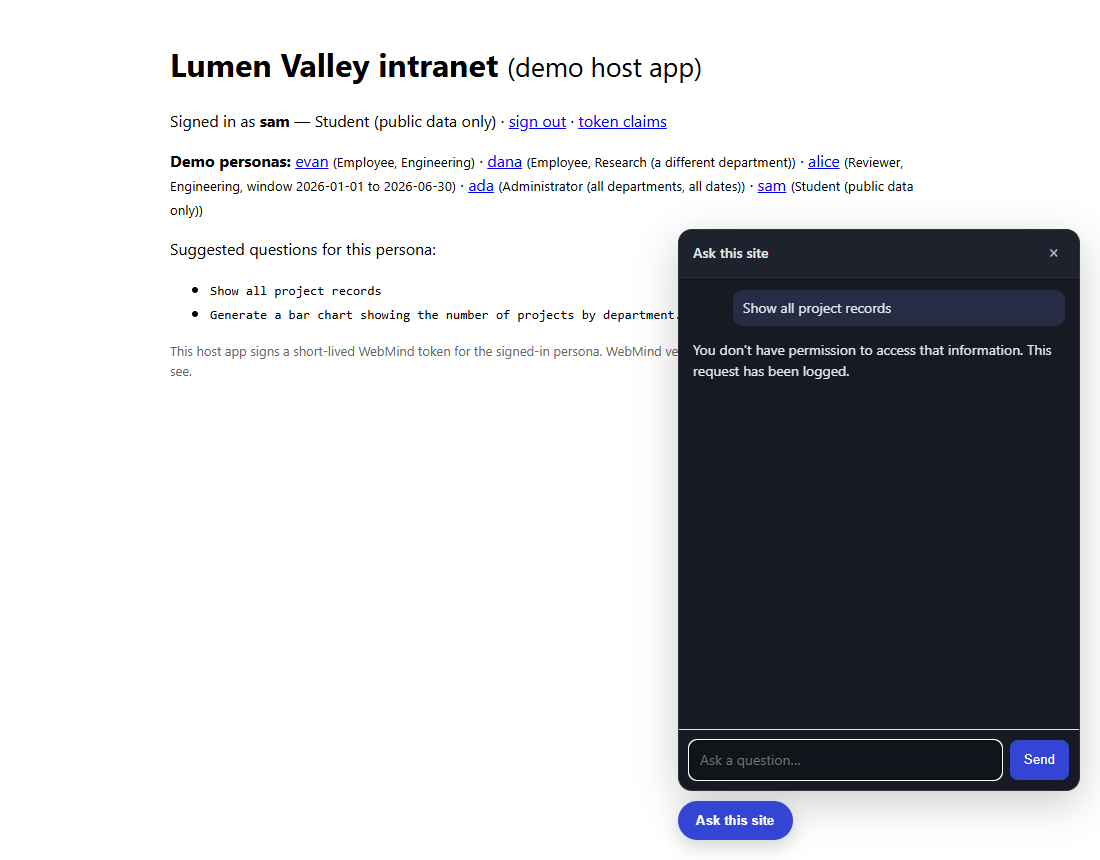 Lumen Valley intranet (demo host app)
Signed in as sam — Student (public data only) · sign out · token claims
Demo personas: evan (Employee, Engineering) · dana (Employee, Research (a different department)) · alice (Reviewer,
Engineering, window 2026-01-01 to 2026-06-30) · ada (Administrator (all departments, all dates)) · sam (Student (public data
only))
Suggested questions for this persona:
Show all project records
Generate a bar chart showing the number of projects by department.
This host app signs a short-lived WebMind token for the signed-in persona. WebMind
see.
Ask this site
×
Show all project records
You don't have permission to access that information. This
request has been logged.
Ask a question...
Send
Ask this site